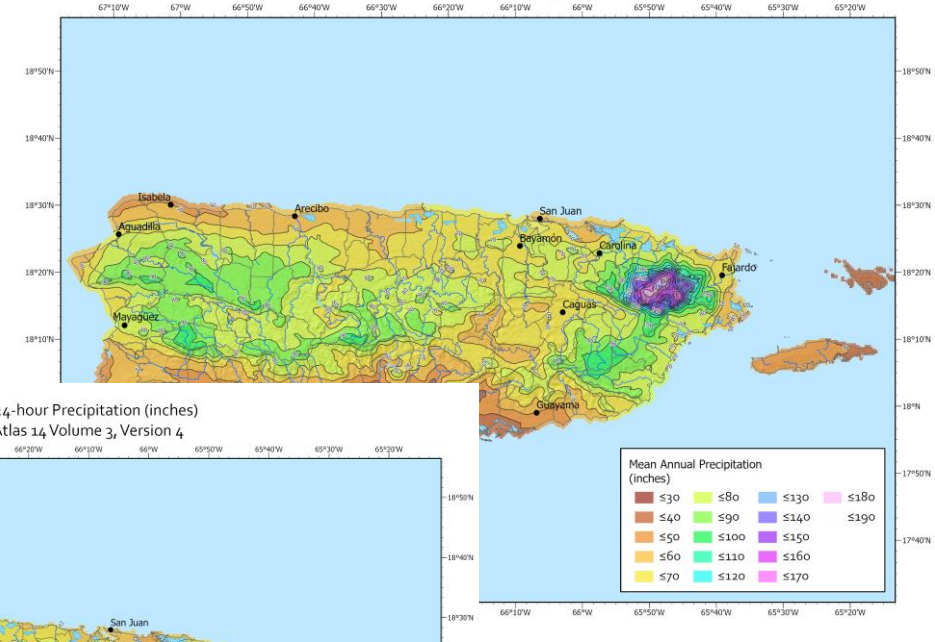 67°10'W 67°W 66°50'W 66°40'W 66°30'W 66°20'W 66°10'W 66°W 65°50'W 65°40'W 65°30'W 65°20'W
18°50'N 18°50'N
18°40'N 18°40'N
18°30'N 18°30'N
18°20'N 18°20'N
18°10'N 18°10'N
18°N
17°50'N
17°40'N
Isabela
Arecibo
San Juan
Aguadilla
Bayamón
Carolina
Fajardo
Caguas
Mayagüez
Guayama
Mean Annual Precipitation
(inches)
≤30 ≤80 ≤130 ≤180
≤40 ≤90 ≤140 ≤190
≤50 ≤100 ≤150
≤60 ≤110 ≤160
≤70 ≤120 ≤170
66°10'W 66°W 65°50'W 65°40'W 65°30'W 65°20'W
24-hour Precipitation (inches)
Atlas 14 Volume 3, Version 4
66°20'W 66°10'W 66°W 65°50'W 65°40'W 65°30'W 65°20'W
18°50'N
18°40'N
18°30'N
San Juan